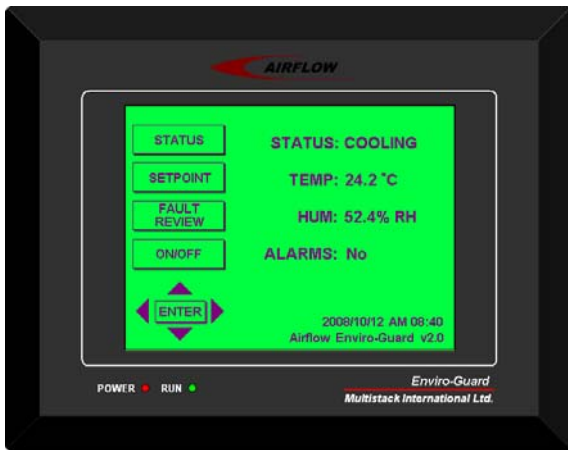 AIRFLOW
STATUS
SETPOINT
FAULT
REVIEW
ON/OFF
ENTER
STATUS: COOLING
TEMP: 24.2 °C
HUM: 52.4% RH
ALARMS: No
2008/10/12 AM 08:40
Airflow Enviro-Guard v2.0
POWER
RUN
Enviro-Guard
Multistack International Ltd.